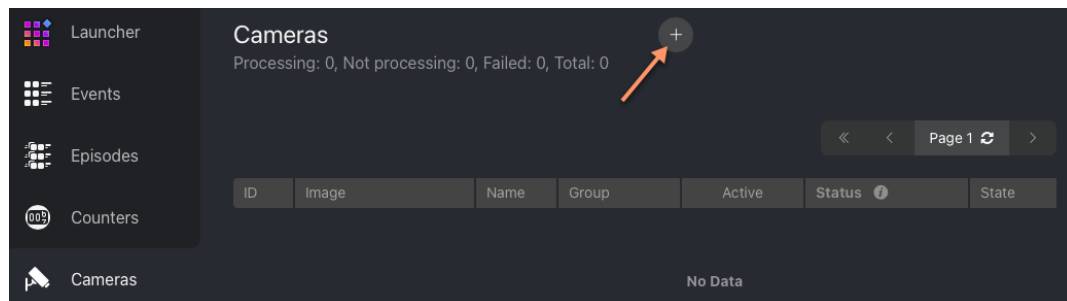 Launcher
Events
Episodes
Counters
Cameras
Cameras
+
Processing: 0, Not processing: 0, Failed: 0, Total: 0
« < Page 1 >
ID Image Name Group Active Status i State
No Data